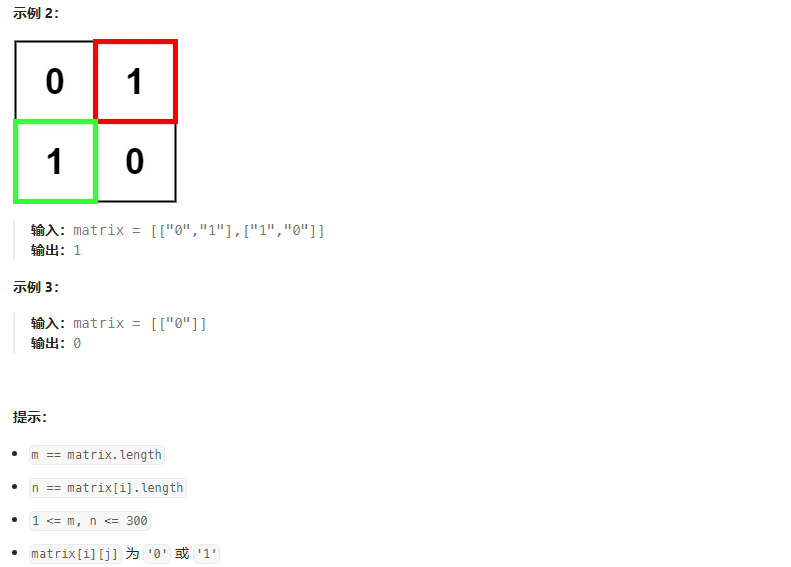 示例 2：
0 1
1 0
输入：matrix = [["0","1"],["1","0"]]
输出：1
示例 3：
输入：matrix = [["0"]]
输出：0
提示：
m == matrix.length
n == matrix[i].length
1 <= m, n <= 300
matrix[i][j] 为 '0' 或 '1'